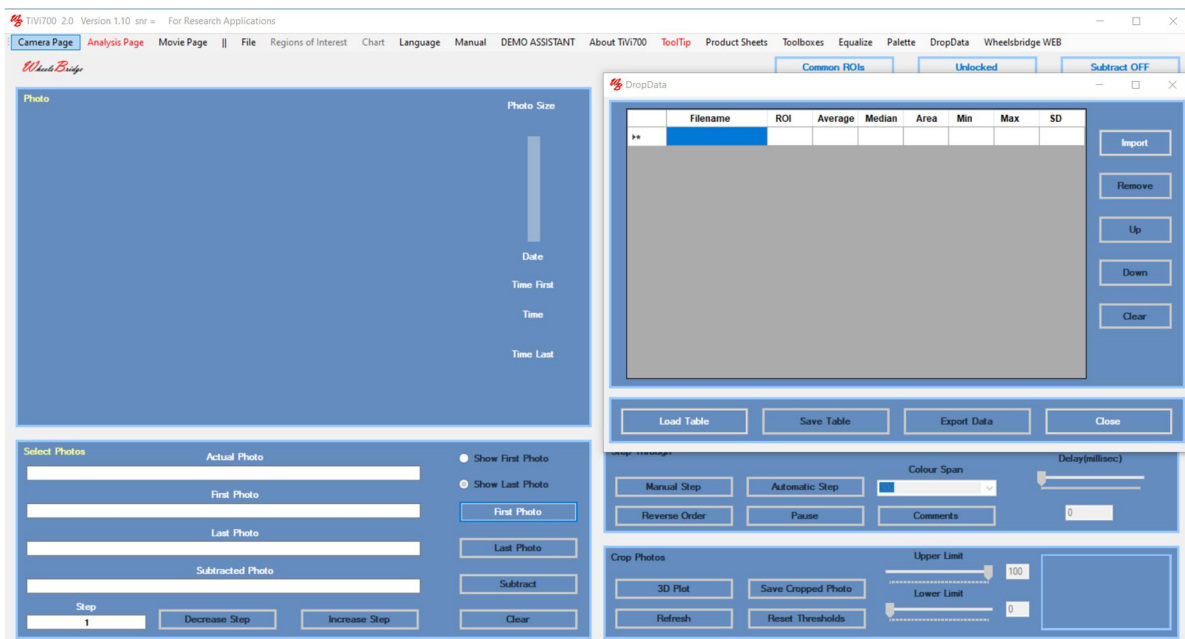 TiVi700 2.0 Version 1.10 snr = For Research Applications
Camera Page Analysis Page Movie Page || File Regions of Interest Chart Language Manual DEMO ASSISTANT About TiVi700 ToolTip Product Sheets Toolboxes Equalize Palette DropData Wheelsbridge WEB
WheelsBridge
Common ROIs Unlocked Subtract OFF
Photo
Photo Size
Date
Time First
Time
Time Last
DropData
Filename ROI Average Median Area Min Max SD
Import
Remove
Up
Down
Clear
Load Table Save Table Export Data Close
Select Photos
Actual Photo
First Photo
Last Photo
Subtracted Photo
Step
1
Decrease Step Increase Step
Show First Photo
Show Last Photo
First Photo
Last Photo
Subtract
Clear
Step Through
Manual Step Automatic Step
Reverse Order Pause
Colour Span
Comments
Delay(millisec)
0
Crop Photos
3D Plot Save Cropped Photo
Refresh Reset Thresholds
Upper Limit
100
Lower Limit
0